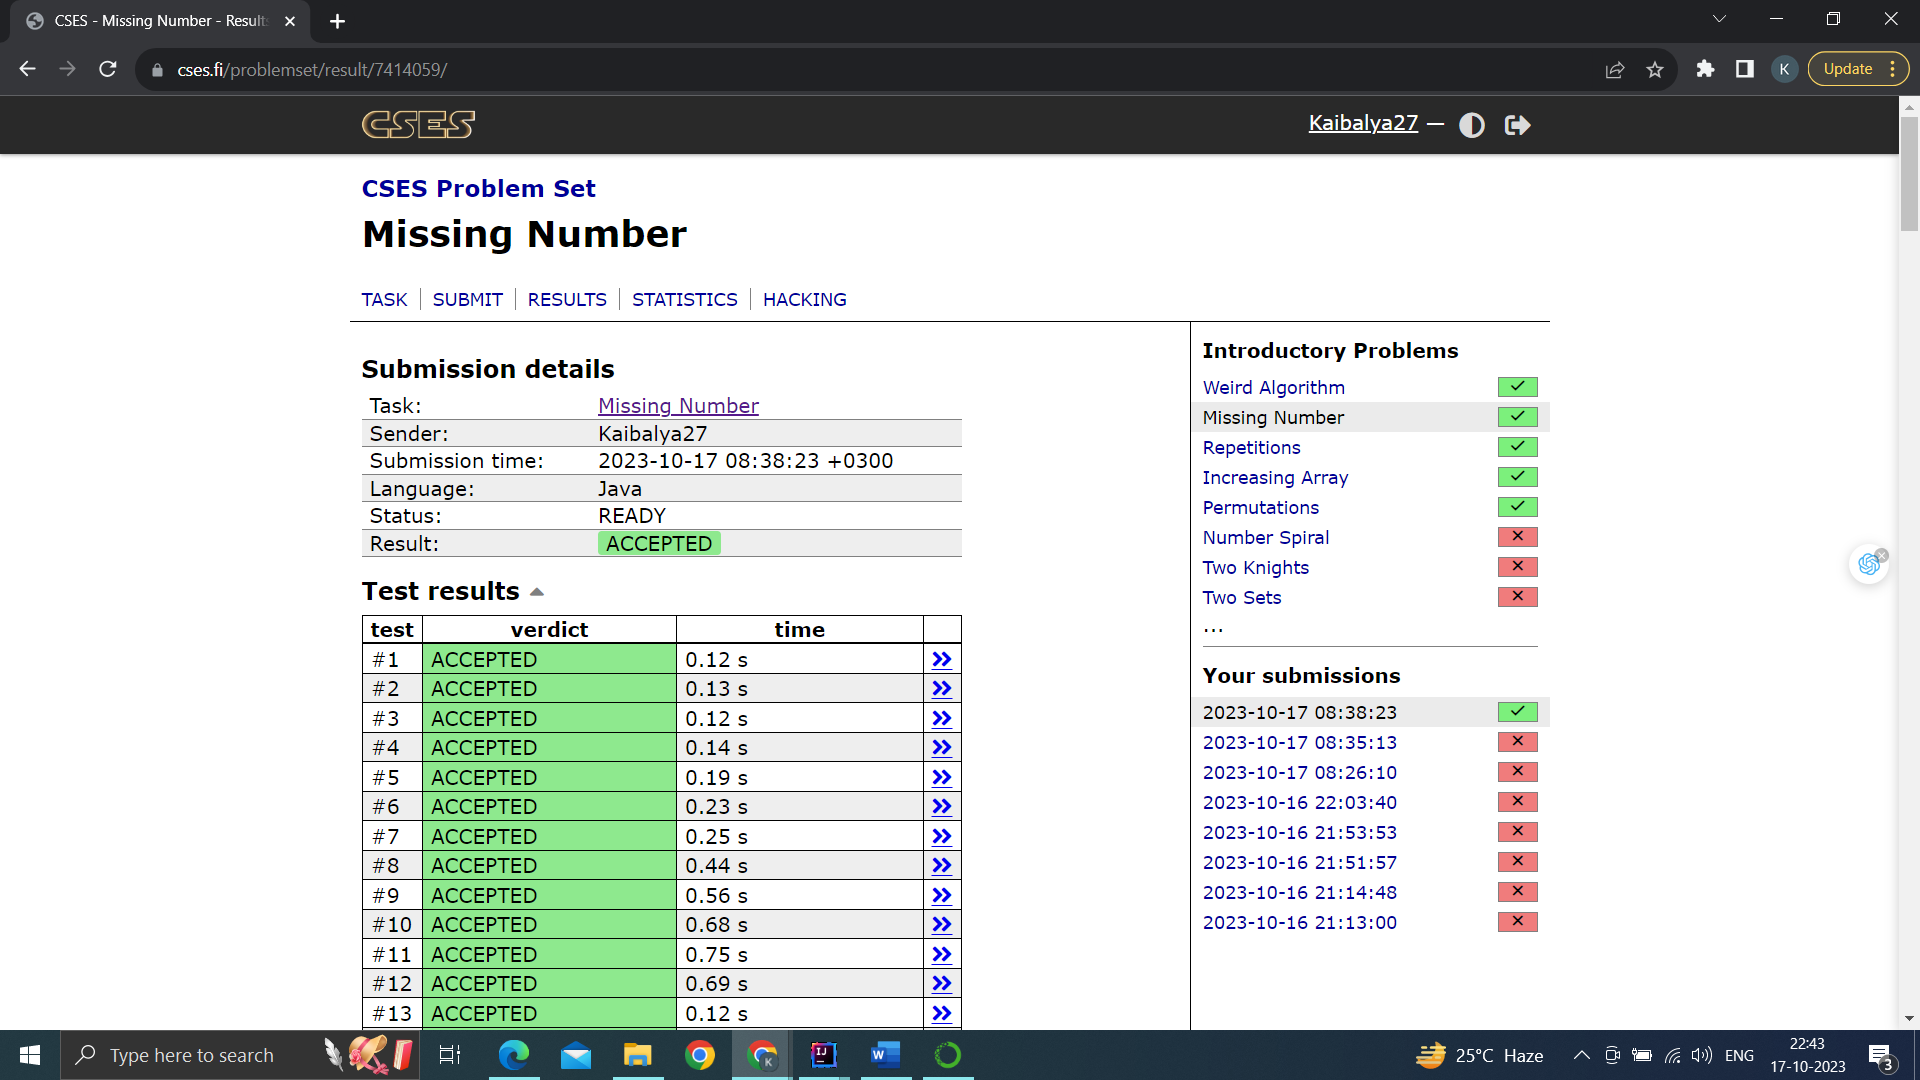 CSES - Missing Number - Results
cses.fi/problemset/result/7414059/
K
Update
CSES
Kaibalya27 —
CSES Problem Set
Missing Number
TASK | SUBMIT | RESULTS | STATISTICS | HACKING
Submission details
Task: Missing Number
Sender: Kaibalya27
Submission time: 2023-10-17 08:38:23 +0300
Language: Java
Status: READY
Result: ACCEPTED
Test results
test verdict time
#1 ACCEPTED 0.12 s >>
#2 ACCEPTED 0.13 s >>
#3 ACCEPTED 0.12 s >>
#4 ACCEPTED 0.14 s >>
#5 ACCEPTED 0.19 s >>
#6 ACCEPTED 0.23 s >>
#7 ACCEPTED 0.25 s >>
#8 ACCEPTED 0.44 s >>
#9 ACCEPTED 0.56 s >>
#10 ACCEPTED 0.68 s >>
#11 ACCEPTED 0.75 s >>
#12 ACCEPTED 0.69 s >>
#13 ACCEPTED 0.12 s >>
Introductory Problems
Weird Algorithm
Missing Number
Repetitions
Increasing Array
Permutations
Number Spiral
Two Knights
Two Sets
...
Your submissions
2023-10-17 08:38:23
2023-10-17 08:35:13
2023-10-17 08:26:10
2023-10-16 22:03:40
2023-10-16 21:53:53
2023-10-16 21:51:57
2023-10-16 21:14:48
2023-10-16 21:13:00
Type here to search
K
IJ
W
25°C Haze
ENG
22:43
17-10-2023
3